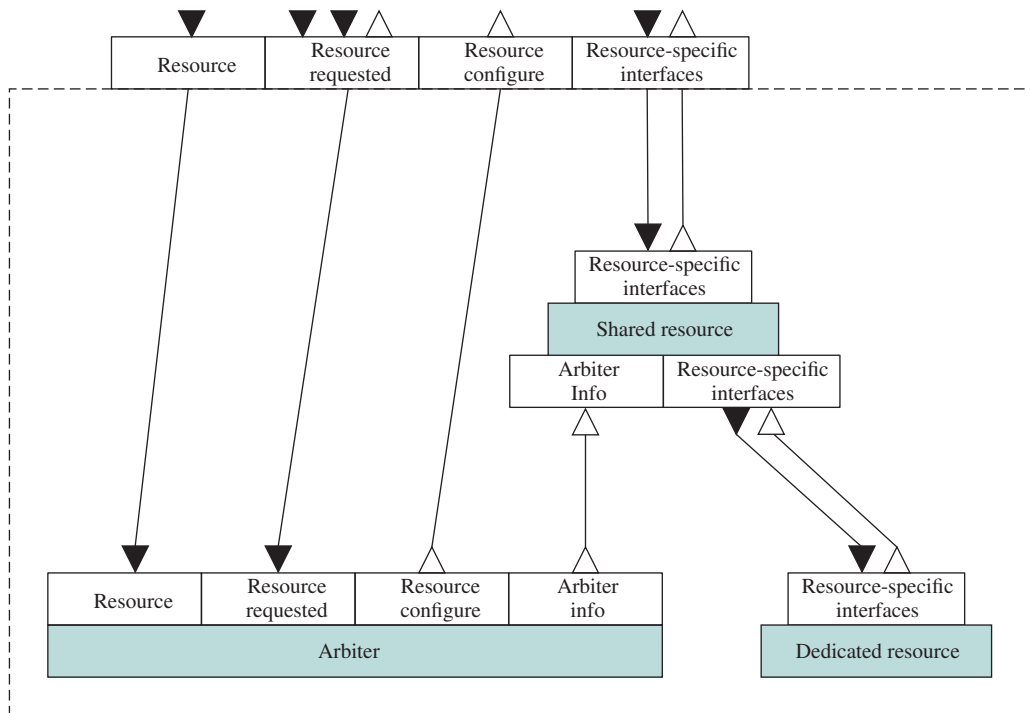 Resource
Resource
requested
Resource
configure
Resource-specific
interfaces
Resource-specific
interfaces
Shared resource
Arbiter
Info
Resource-specific
interfaces
Resource
Resource
requested
Resource
configure
Arbiter
info
Resource-specific
interfaces
Arbiter
Dedicated resource